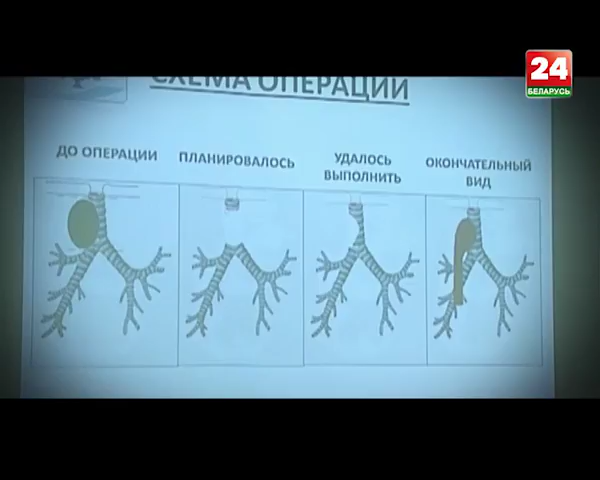 24
БЕЛАРУСЬ
СХЕМА ОПЕРАЦИИ
ДО ОПЕРАЦИИ
ПЛАНИРОВАЛОСЬ
УДАЛОСЬ
ВЫПОЛНИТЬ
ОКОНЧАТЕЛЬНЫЙ
ВИД